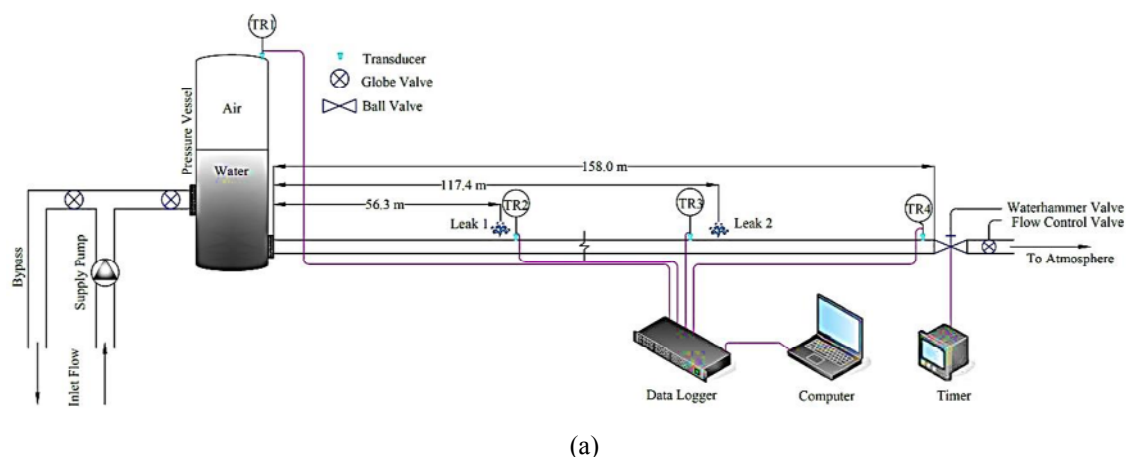 TR1
Transducer
Globe Valve
Ball Valve
Pressure Vessel
Air
Water
158.0 m
117.4 m
56.3 m
Leak 1
TR2
TR3
Leak 2
TR4
Waterhammer Valve
Flow Control Valve
To Atmosphere
Bypass
Supply Pump
Inlet Flow
Data Logger
Computer
Timer
(a)